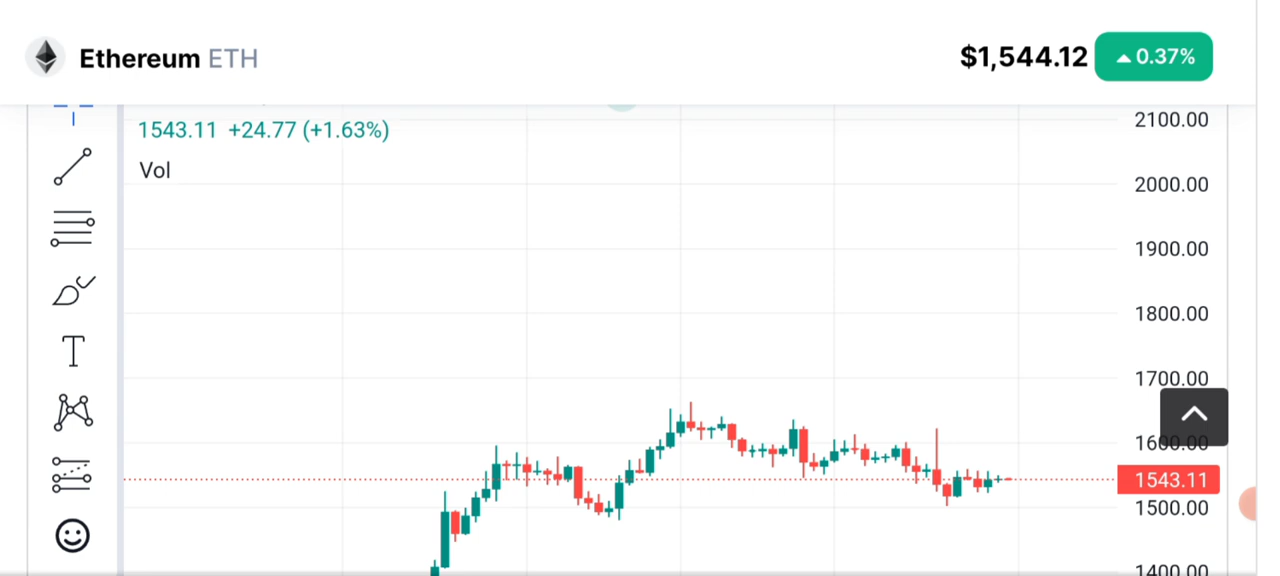 Ethereum ETH
$1,544.12 ▲ 0.37%
1543.11 +24.77 (+1.63%)
Vol
T
2100.00
2000.00
1900.00
1800.00
1700.00
1600.00
1543.11
1500.00
1400.00